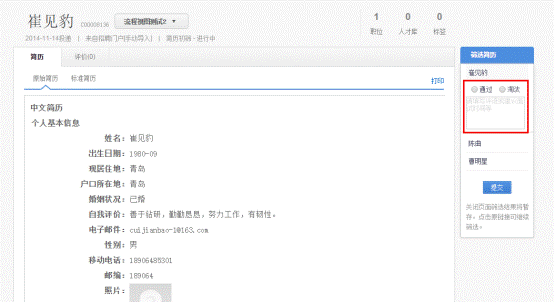 崔见豹 C00098136 流程视图测试2
2014-11-14投递 | 来自招聘门户[手动导入] | 简历初筛 - 进行中
1 0 0
职位 人才库 标签
简历 评价(0)
原始简历 标准简历 打印
中文简历
个人基本信息
姓名：崔见豹
出生日期：1980-09
现居住地：青岛
户口所在地：青岛
婚姻状况：已婚
自我评价：善于钻研，勤勤恳恳，努力工作，有韧性。
电子邮件：cuijianbao-1@163.com
性别：男
移动电话：18906485301
邮编：189064
照片：
筛选简历
崔见豹
通过 淘汰
陈曲
曹明星
提交
关闭页面筛选结果将暂
存，点击原链接可继续
筛选。